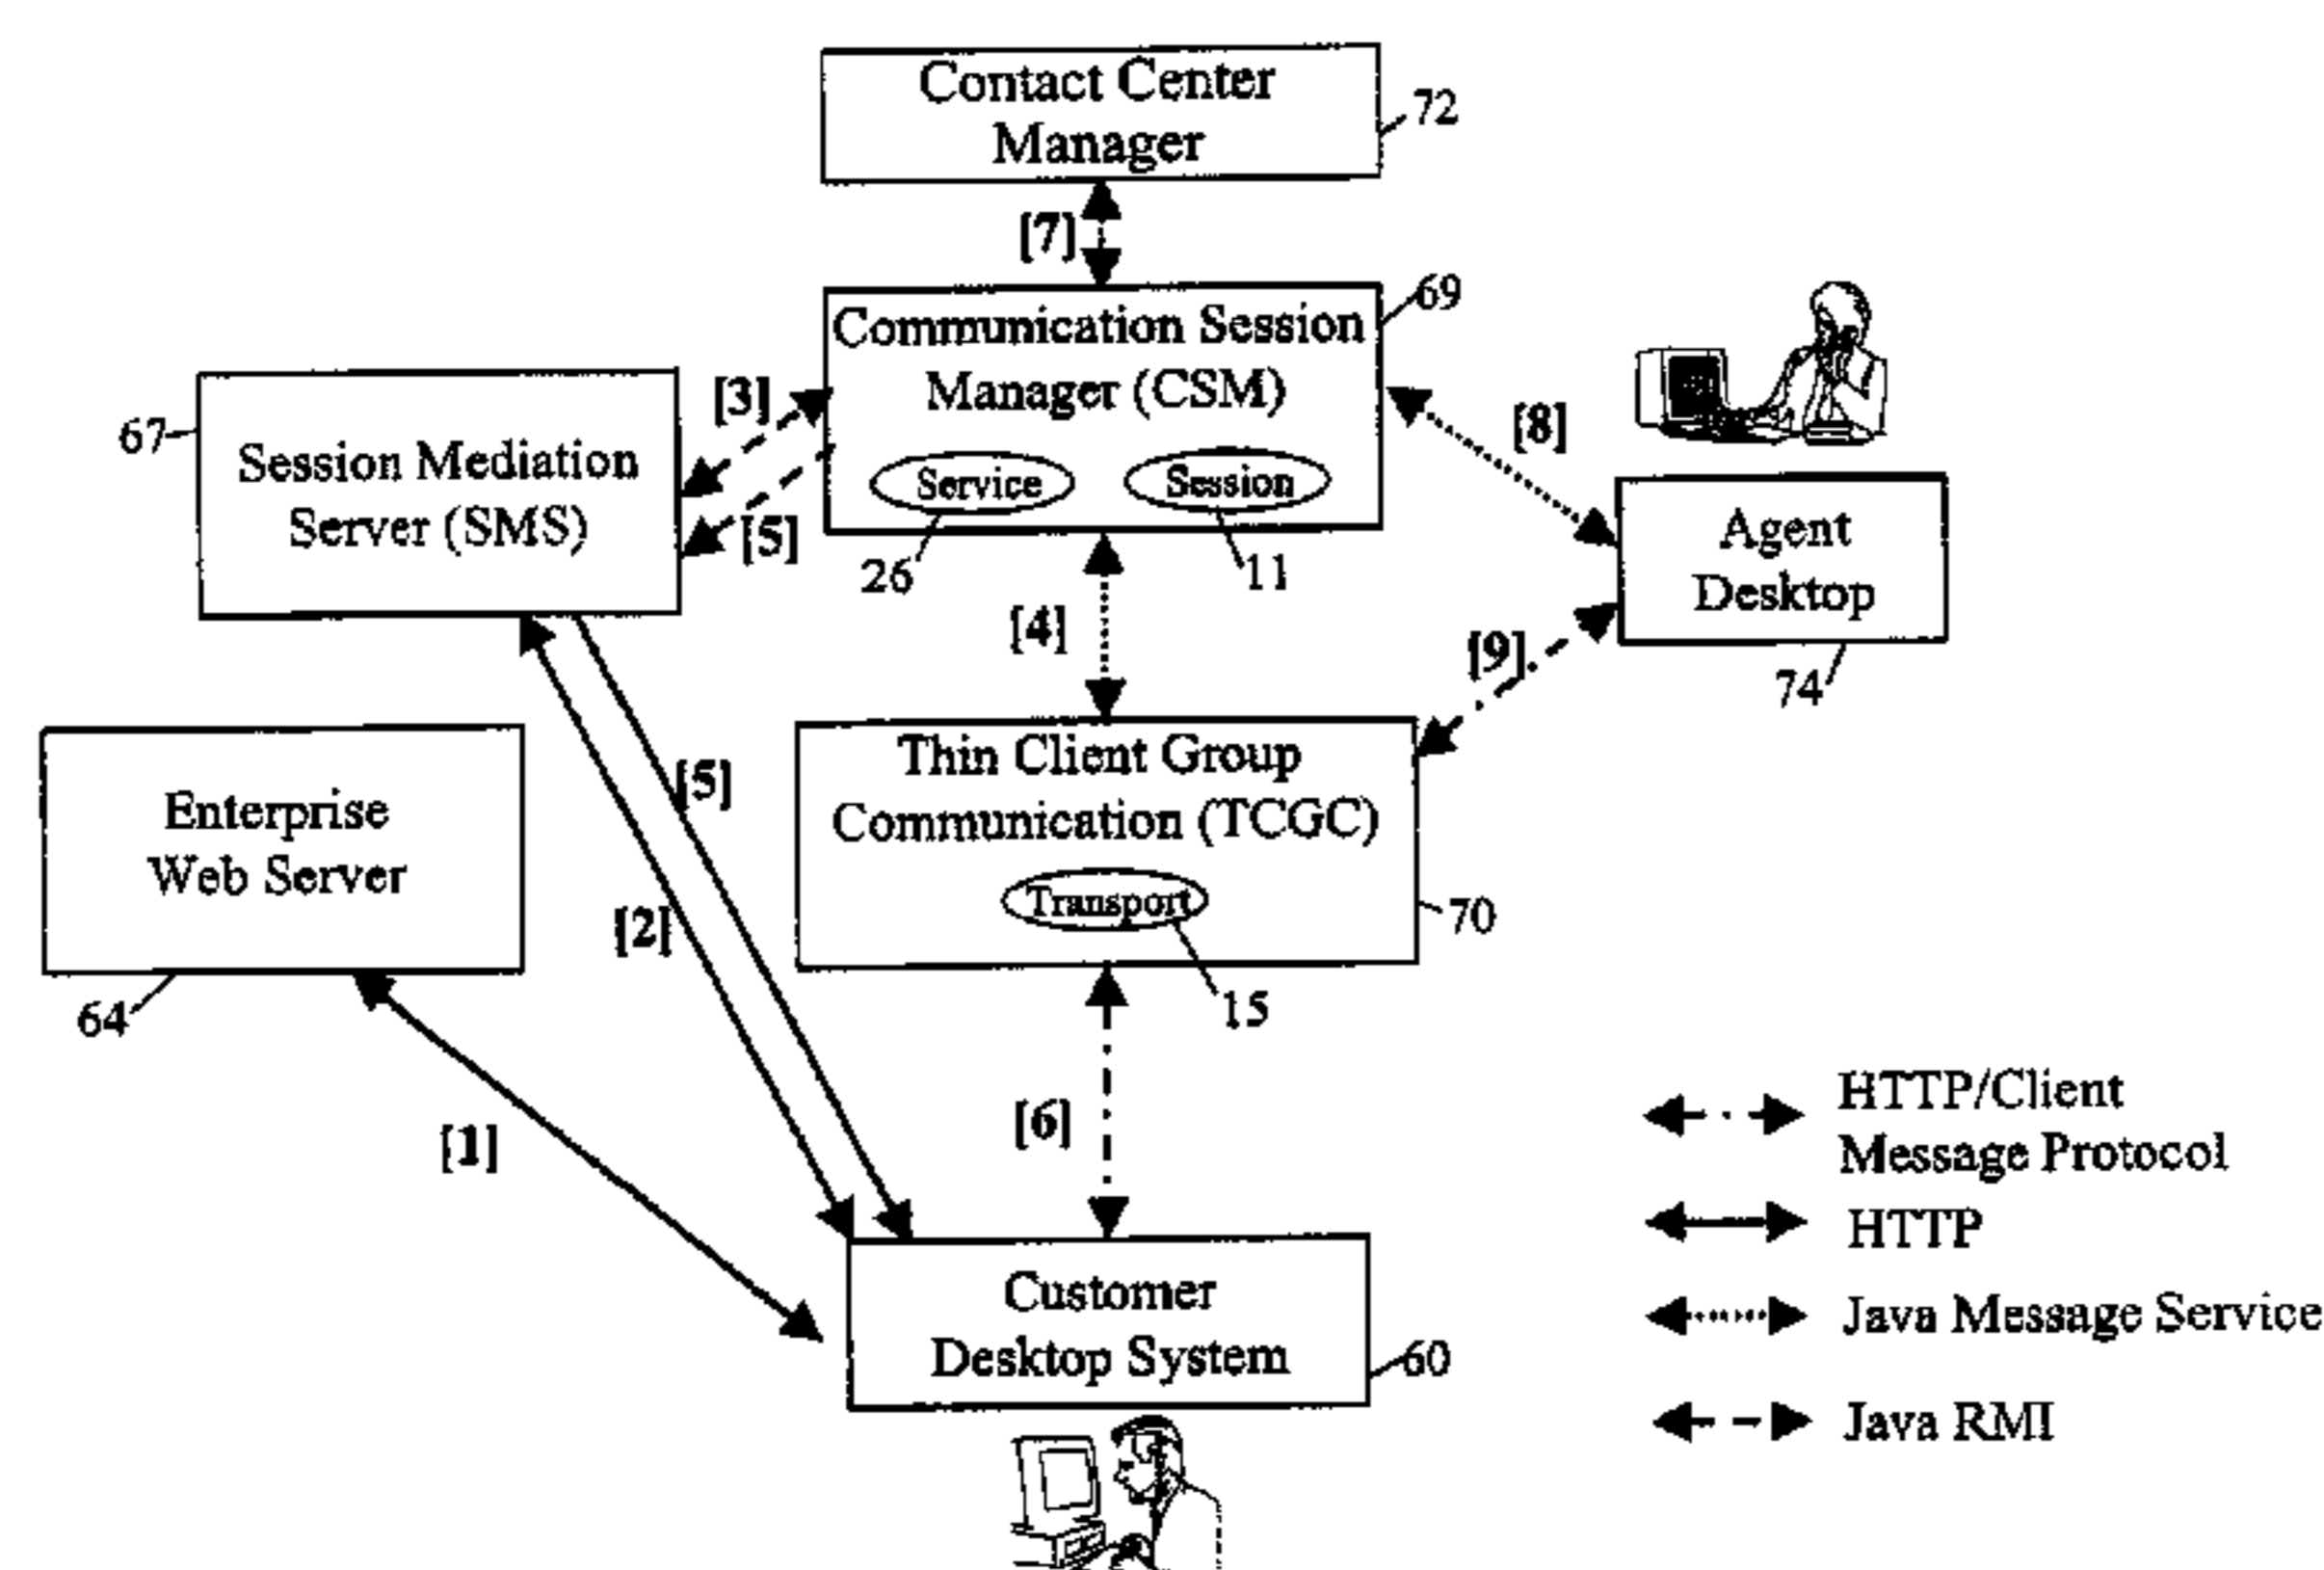 Contact Center
Manager
72
[7]
Communication Session
Manager (CSM)
69
Service
Session
26
11
[3]
[5]
67
Session Mediation
Server (SMS)
[8]
Agent
Desktop
74
[4]
[9]
Thin Client Group
Communication (TCGC)
Transport
70
15
Enterprise
Web Server
64
[5]
[2]
[1]
[6]
Customer
Desktop System
60
HTTP/Client
Message Protocol
HTTP
Java Message Service
Java RMI